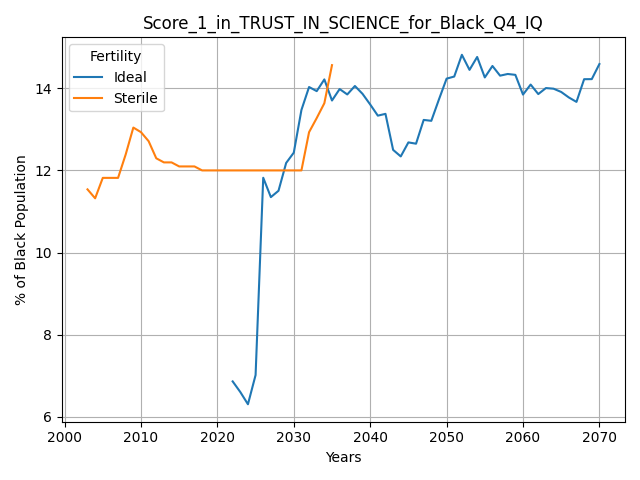 Score_1_in_TRUST_IN_SCIENCE_for_Black_Q4_IQ
Fertility
Ideal
Sterile
% of Black Population
14
12
10
8
6
2000 2010 2020 2030 2040 2050 2060 2070
Years